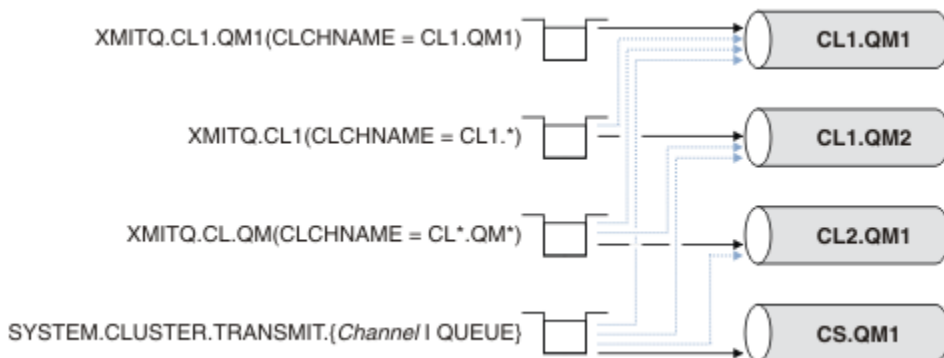 XMITQ.CL1.QM1(CLCHNAME = CL1.QM1)
CL1.QM1
XMITQ.CL1(CLCHNAME = CL1.*)
CL1.QM2
XMITQ.CL.QM(CLCHNAME = CL*.QM*)
CL2.QM1
SYSTEM.CLUSTER.TRANSMIT.{Channel I QUEUE}
CS.QM1